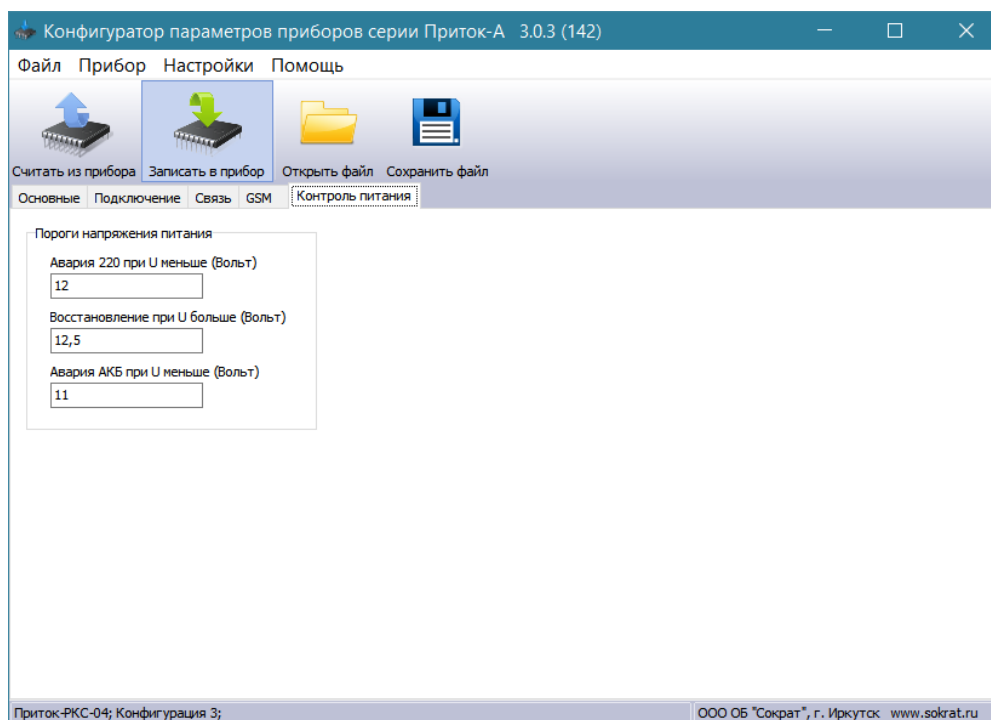 Конфигуратор параметров приборов серии Приток-А 3.0.3 (142)
Файл Прибор Настройки Помощь
Считать из прибора Записать в прибор Открыть файл Сохранить файл
Основные Подключение Связь GSM Контроль питания
Пороги напряжения питания
Авария 220 при U меньше (Вольт)
12
Восстановление при U больше (Вольт)
12,5
Авария АКБ при U меньше (Вольт)
11
Приток-РКС-04; Конфигурация 3; ООО ОБ "Сократ", г. Иркутск www.sokrat.ru